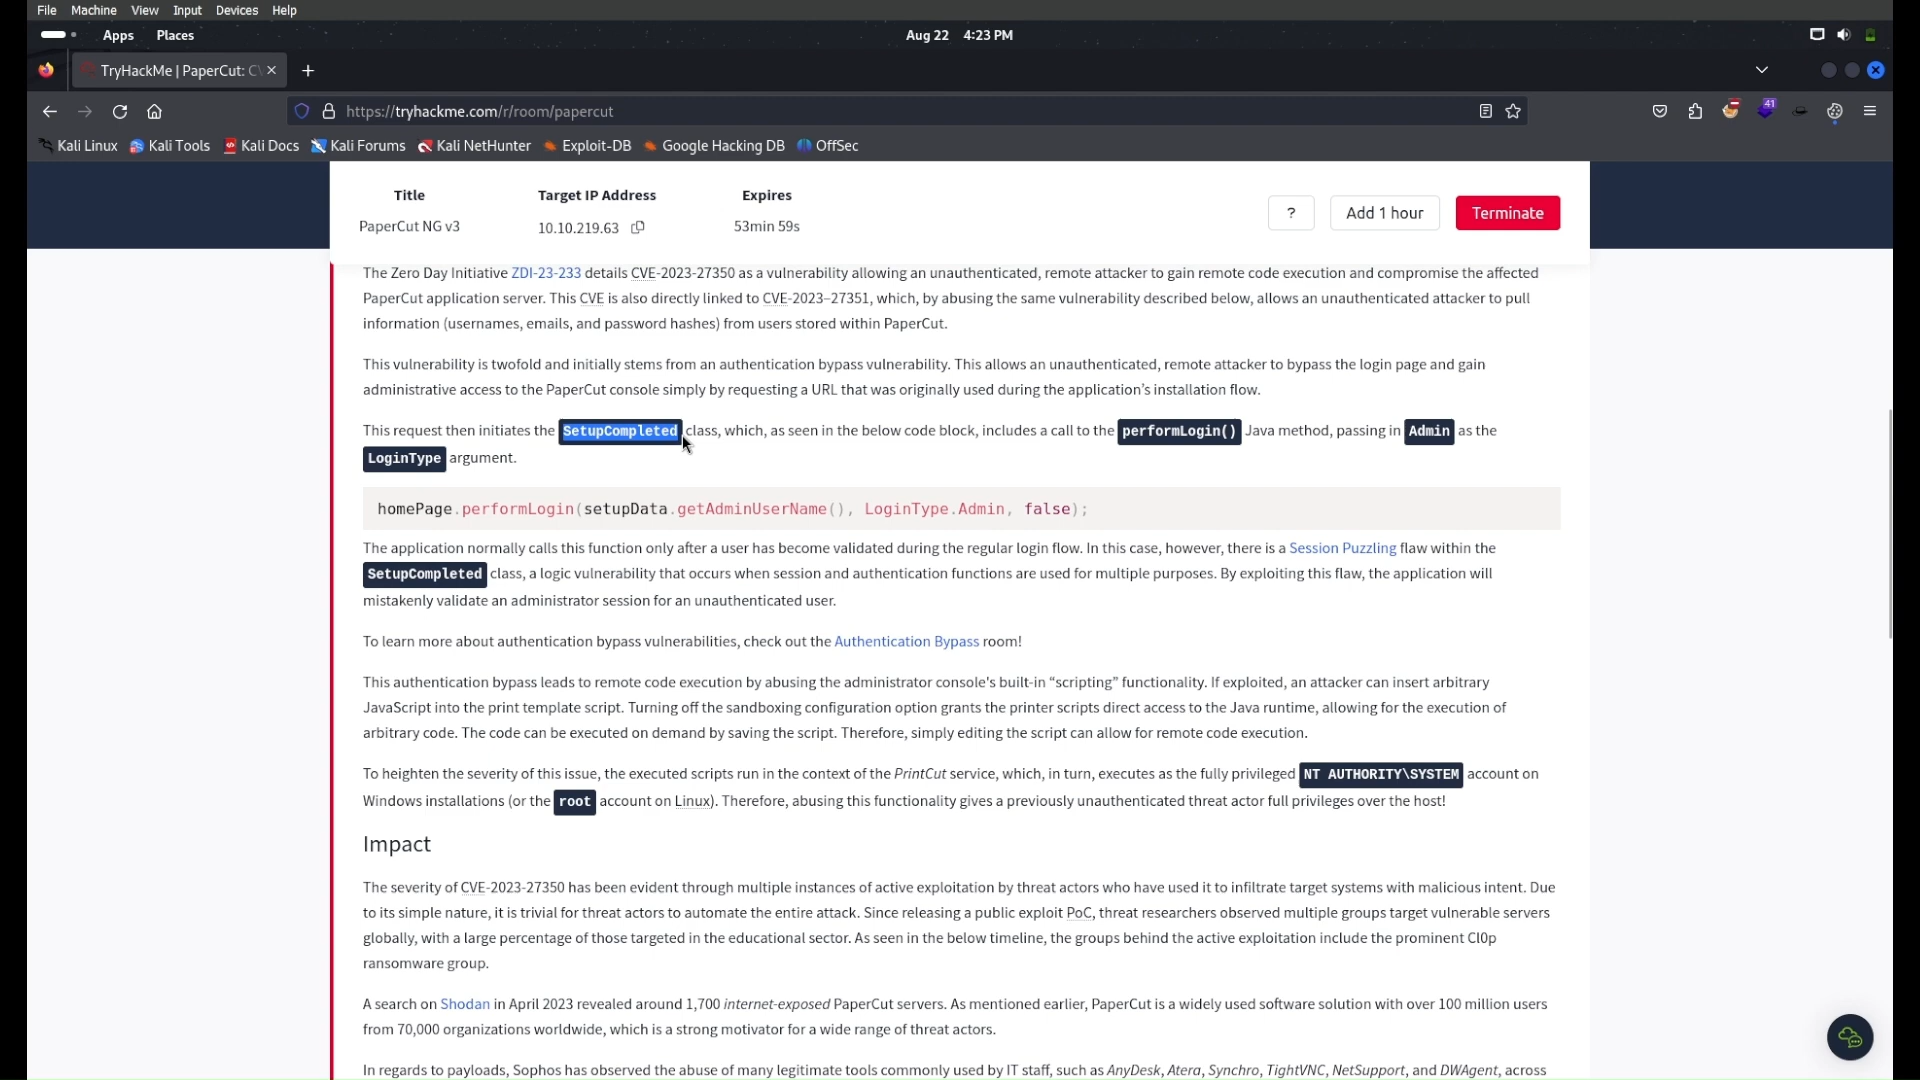 File Machine View Input Devices Help
Apps Places Aug 22 4:23 PM
TryHackMe | PaperCut: CV
https://tryhackme.com/r/room/papercut
41
Kali Linux Kali Tools Kali Docs Kali Forums Kali NetHunter Exploit-DB Google Hacking DB OffSec
Title Target IP Address Expires
PaperCut NG v3 10.10.219.63 53min 59s
? Add 1 hour Terminate
The Zero Day Initiative ZDI-23-233 details CVE-2023-27350 as a vulnerability allowing an unauthenticated, remote attacker to gain remote code execution and compromise the affected
PaperCut application server. This CVE is also directly linked to CVE-2023–27351, which, by abusing the same vulnerability described below, allows an unauthenticated attacker to pull
information (usernames, emails, and password hashes) from users stored within PaperCut.
This vulnerability is twofold and initially stems from an authentication bypass vulnerability. This allows an unauthenticated, remote attacker to bypass the login page and gain
administrative access to the PaperCut console simply by requesting a URL that was originally used during the application’s installation flow.
This request then initiates the SetupCompleted class, which, as seen in the below code block, includes a call to the performLogin() Java method, passing in Admin as the
LoginType argument.
homePage.performLogin(setupData.getAdminUserName(), LoginType.Admin, false);
The application normally calls this function only after a user has become validated during the regular login flow. In this case, however, there is a Session Puzzling flaw within the
SetupCompleted class, a logic vulnerability that occurs when session and authentication functions are used for multiple purposes. By exploiting this flaw, the application will
mistakenly validate an administrator session for an unauthenticated user.
To learn more about authentication bypass vulnerabilities, check out the Authentication Bypass room!
This authentication bypass leads to remote code execution by abusing the administrator console's built-in “scripting” functionality. If exploited, an attacker can insert arbitrary
JavaScript into the print template script. Turning off the sandboxing configuration option grants the printer scripts direct access to the Java runtime, allowing for the execution of
arbitrary code. The code can be executed on demand by saving the script. Therefore, simply editing the script can allow for remote code execution.
To heighten the severity of this issue, the executed scripts run in the context of the PrintCut service, which, in turn, executes as the fully privileged NT AUTHORITY\SYSTEM account on
Windows installations (or the root account on Linux). Therefore, abusing this functionality gives a previously unauthenticated threat actor full privileges over the host!
Impact
The severity of CVE-2023-27350 has been evident through multiple instances of active exploitation by threat actors who have used it to infiltrate target systems with malicious intent. Due
to its simple nature, it is trivial for threat actors to automate the entire attack. Since releasing a public exploit PoC, threat researchers observed multiple groups target vulnerable servers
globally, with a large percentage of those targeted in the educational sector. As seen in the below timeline, the groups behind the active exploitation include the prominent Cl0p
ransomware group.
A search on Shodan in April 2023 revealed around 1,700 internet-exposed PaperCut servers. As mentioned earlier, PaperCut is a widely used software solution with over 100 million users
from 70,000 organizations worldwide, which is a strong motivator for a wide range of threat actors.
In regards to payloads, Sophos has observed the abuse of many legitimate tools commonly used by IT staff, such as AnyDesk, Atera, Synchro, TightVNC, NetSupport, and DWAgent, across